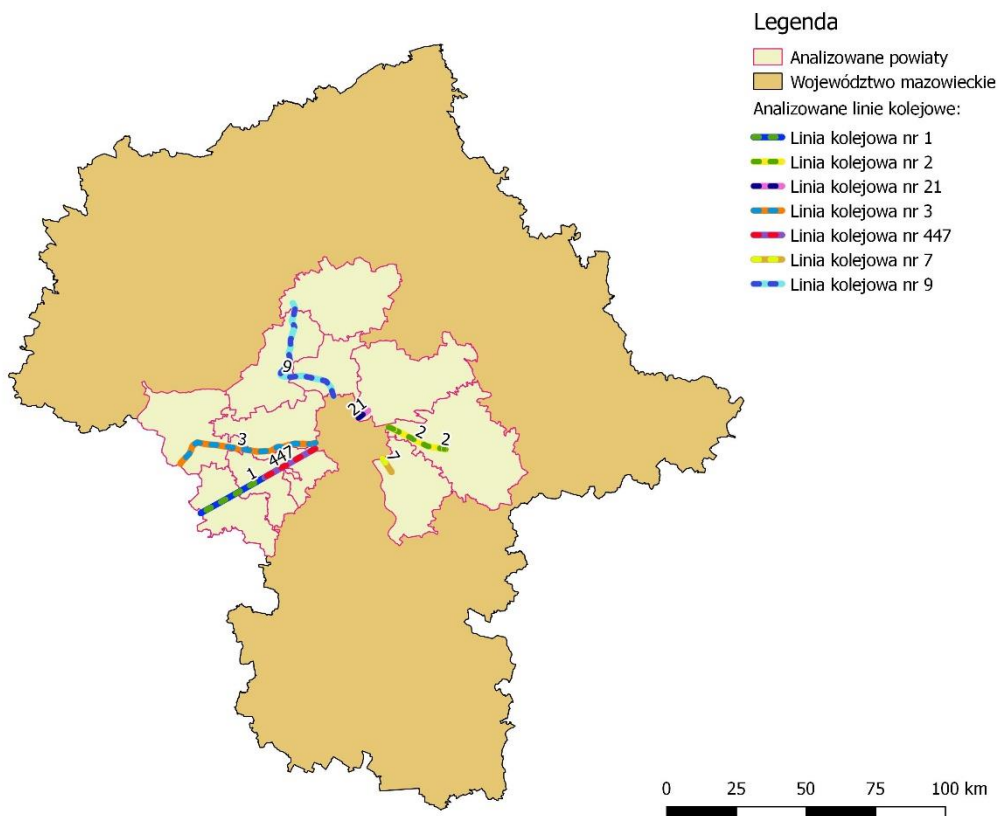 Legenda
Analizowane powiaty
Województwo mazowieckie
Analizowane linie kolejowe:
Linia kolejowa nr 1
Linia kolejowa nr 2
Linia kolejowa nr 21
Linia kolejowa nr 3
Linia kolejowa nr 447
Linia kolejowa nr 7
Linia kolejowa nr 9
9
21
3
2
2
447
7
1
0 25 50 75 100 km